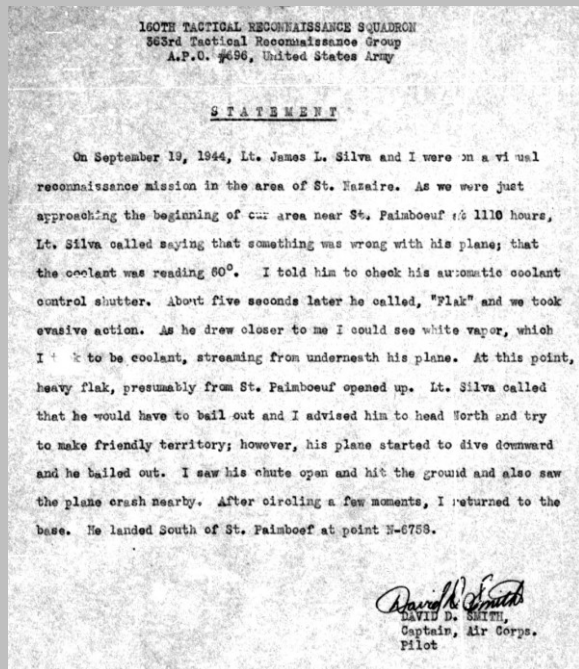 160TH TACTICAL RECONNAISSANCE SQUADRON
363rd Tactical Reconnaissance Group
A.P.O. #696, United States Army
STATEMENT
On September 19, 1944, Lt. James L. Silva and I were on a visual
reconnaissance mission in the area of St. Nazaire. As we were just
approaching the beginning of our area near St. Paimboeuf at 1110 hours,
Lt. Silva called saying that something was wrong with his plane; that
the coolant was reading 60°. I told him to check his automatic coolant
control shutter. About five seconds later he called, "Flak" and we took
evasive action. As he drew closer to me I could see white vapor, which
I took to be coolant, streaming from underneath his plane. At this point,
heavy flak, presumably from St. Paimboeuf opened up. Lt. Silva called
that he would have to bail out and I advised him to head North and try
to make friendly territory; however, his plane started to dive downward
and he bailed out. I saw his chute open and hit the ground and also saw
the plane crash nearby. After circling a few moments, I returned to the
base. He landed South of St. Paimboef at point N-6758.
David D. Smith
DAVID D. SMITH,
Captain, Air Corps.
Pilot